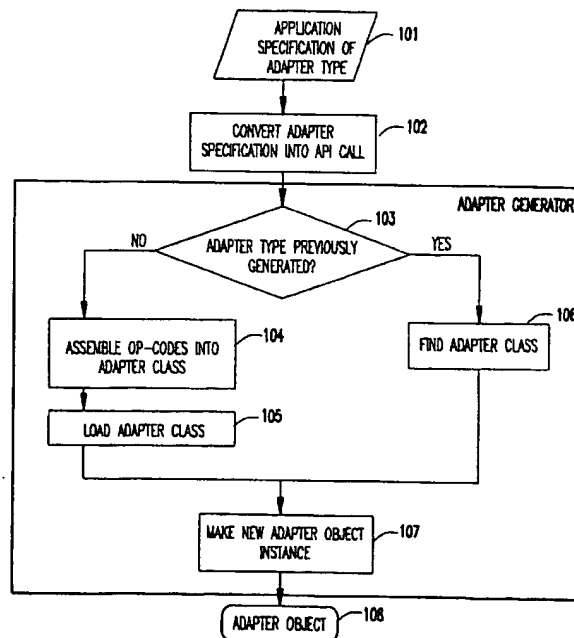 APPLICATION
SPECIFICATION OF
ADAPTER TYPE
101
CONVERT ADAPTER
SPECIFICATION INTO API CALL
102
ADAPTER GENERATOR
103
NO
ADAPTER TYPE PREVIOUSLY
GENERATED?
YES
104
ASSEMBLE OP-CODES INTO
ADAPTER CLASS
106
FIND ADAPTER CLASS
105
LOAD ADAPTER CLASS
MAKE NEW ADAPTER OBJECT
INSTANCE
107
ADAPTER OBJECT
108